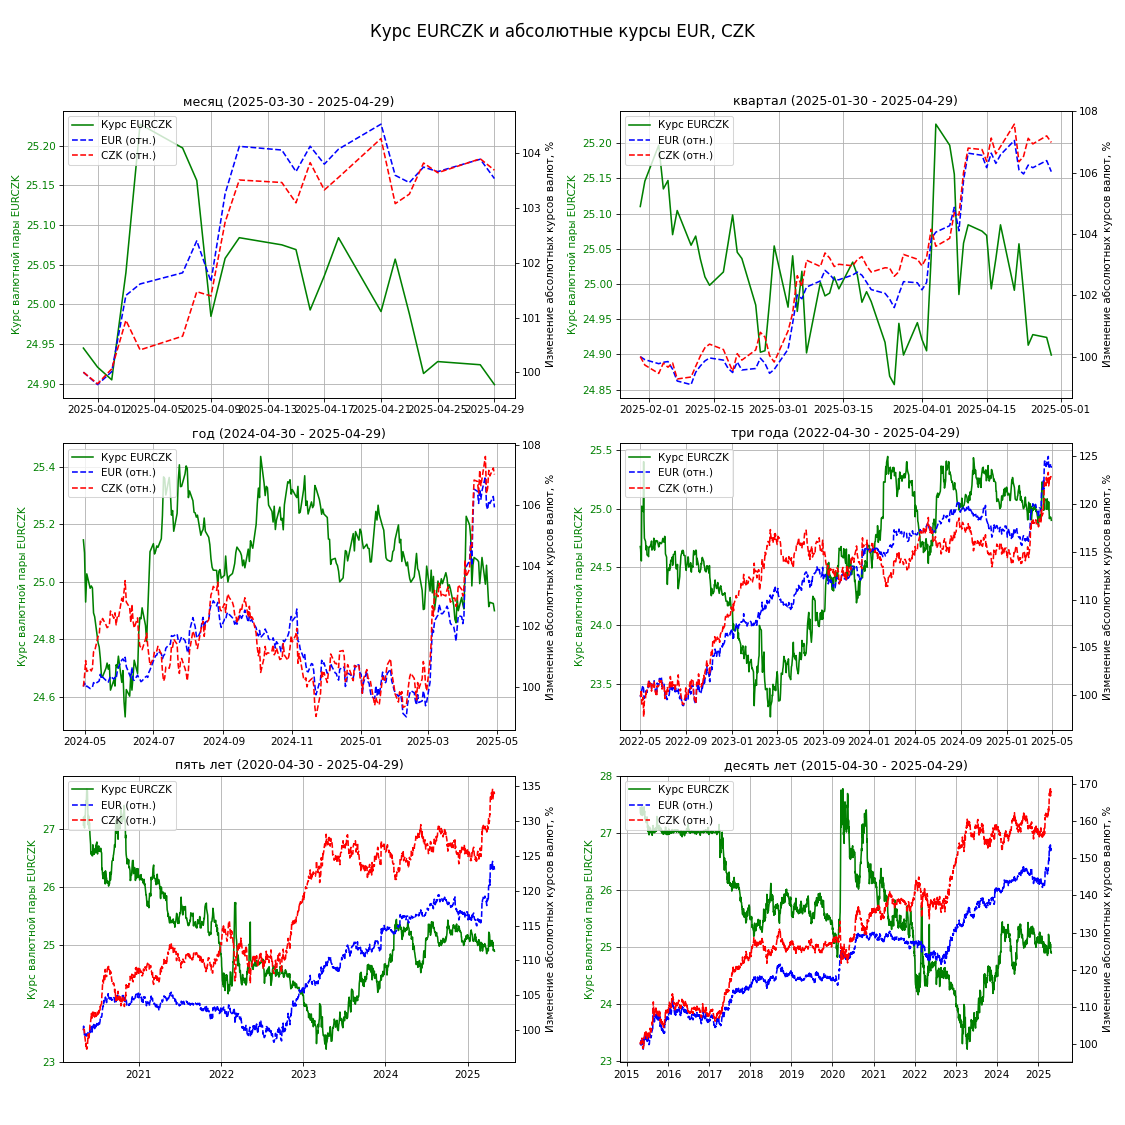 Курс EURCZK и абсолютные курсы EUR, CZK
месяц (2025-03-30 - 2025-04-29)
Курс EURCZK
EUR (отн.)
CZK (отн.)
Курс валютной пары EURCZK
25.20
25.15
25.10
25.05
25.00
24.95
24.90
104
103
102
101
100
Изменение абсолютных курсов валют, %
2025-04-01 2025-04-05 2025-04-09 2025-04-13 2025-04-17 2025-04-21 2025-04-25 2025-04-29
квартал (2025-01-30 - 2025-04-29)
Курс EURCZK
EUR (отн.)
CZK (отн.)
Курс валютной пары EURCZK
25.20
25.15
25.10
25.05
25.00
24.95
24.90
24.85
108
106
104
102
100
Изменение абсолютных курсов валют, %
2025-02-01 2025-02-15 2025-03-01 2025-03-15 2025-04-01 2025-04-15 2025-05-01
год (2024-04-30 - 2025-04-29)
Курс EURCZK
EUR (отн.)
CZK (отн.)
Курс валютной пары EURCZK
25.4
25.2
25.0
24.8
24.6
108
106
104
102
100
Изменение абсолютных курсов валют, %
2024-05 2024-07 2024-09 2024-11 2025-01 2025-03 2025-05
три года (2022-04-30 - 2025-04-29)
Курс EURCZK
EUR (отн.)
CZK (отн.)
Курс валютной пары EURCZK
25.5
25.0
24.5
24.0
23.5
125
120
115
110
105
100
Изменение абсолютных курсов валют, %
2022-05 2022-09 2023-01 2023-05 2023-09 2024-01 2024-05 2024-09 2025-01 2025-05
пять лет (2020-04-30 - 2025-04-29)
Курс EURCZK
EUR (отн.)
CZK (отн.)
Курс валютной пары EURCZK
27
26
25
24
23
135
130
125
120
115
110
105
100
Изменение абсолютных курсов валют, %
2021 2022 2023 2024 2025
десять лет (2015-04-30 - 2025-04-29)
Курс EURCZK
EUR (отн.)
CZK (отн.)
Курс валютной пары EURCZK
28
27
26
25
24
23
170
160
150
140
130
120
110
100
Изменение абсолютных курсов валют, %
2015 2016 2017 2018 2019 2020 2021 2022 2023 2024 2025